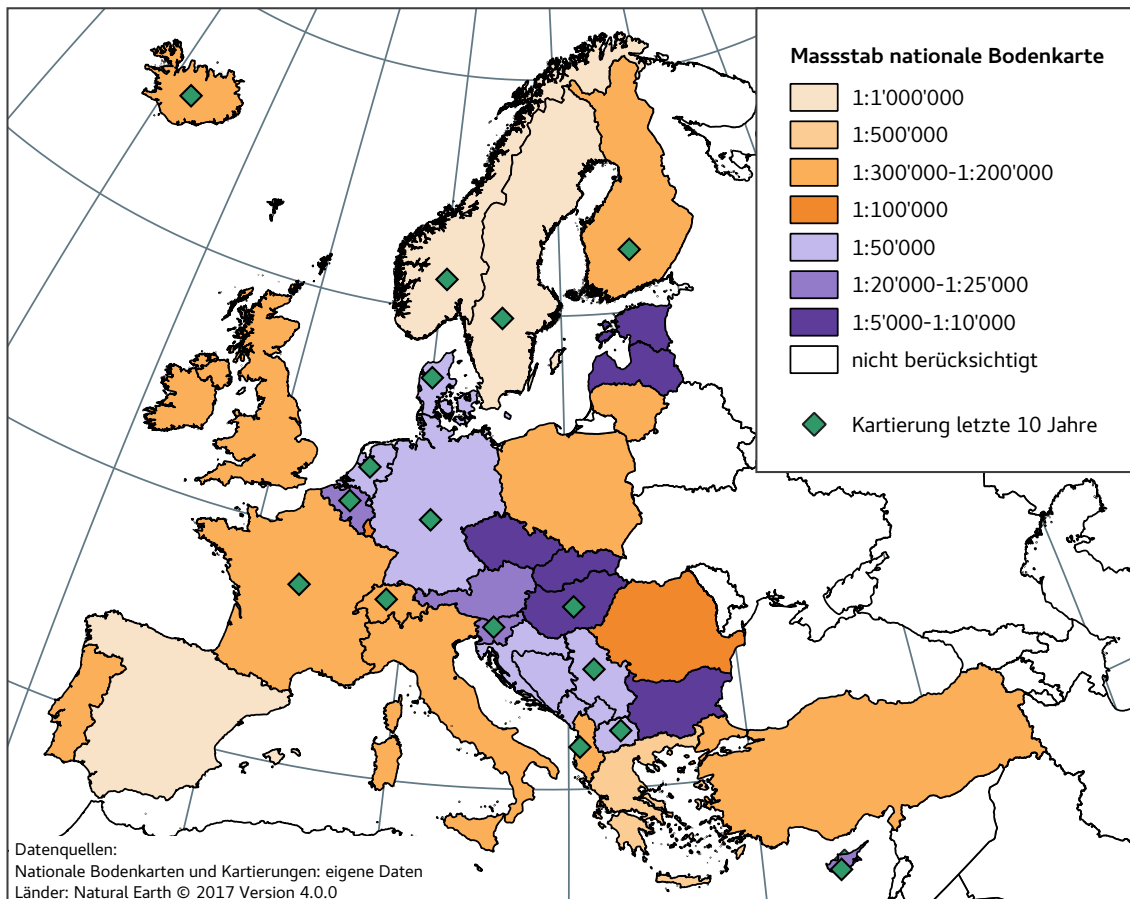 Massstab nationale Bodenkarte
1:1'000'000
1:500'000
1:300'000-1:200'000
1:100'000
1:50'000
1:20'000-1:25'000
1:5'000-1:10'000
nicht berücksichtigt
Kartierung letzte 10 Jahre
Datenquellen:
Nationale Bodenkarten und Kartierungen: eigene Daten
Länder: Natural Earth © 2017 Version 4.0.0